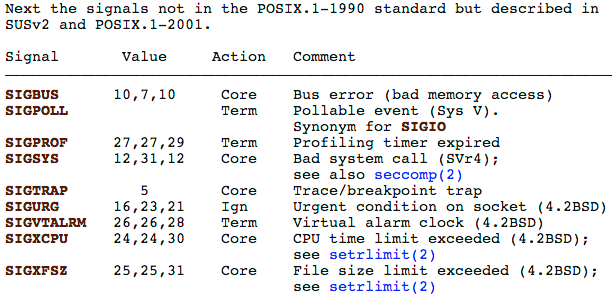 Next the signals not in the POSIX.1-1990 standard but described in
SUSv2 and POSIX.1-2001.
Signal Value Action Comment
SIGBUS 10,7,10 Core Bus error (bad memory access)
SIGPOLL Term Pollable event (Sys V).
Synonym for SIGIO
SIGPROF 27,27,29 Term Profiling timer expired
SIGSYS 12,31,12 Core Bad system call (SVr4);
see also seccomp(2)
SIGTRAP 5 Core Trace/breakpoint trap
SIGURG 16,23,21 Ign Urgent condition on socket (4.2BSD)
SIGVTALRM 26,26,28 Term Virtual alarm clock (4.2BSD)
SIGXCPU 24,24,30 Core CPU time limit exceeded (4.2BSD);
see setrlimit(2)
SIGXFSZ 25,25,31 Core File size limit exceeded (4.2BSD);
see setrlimit(2)